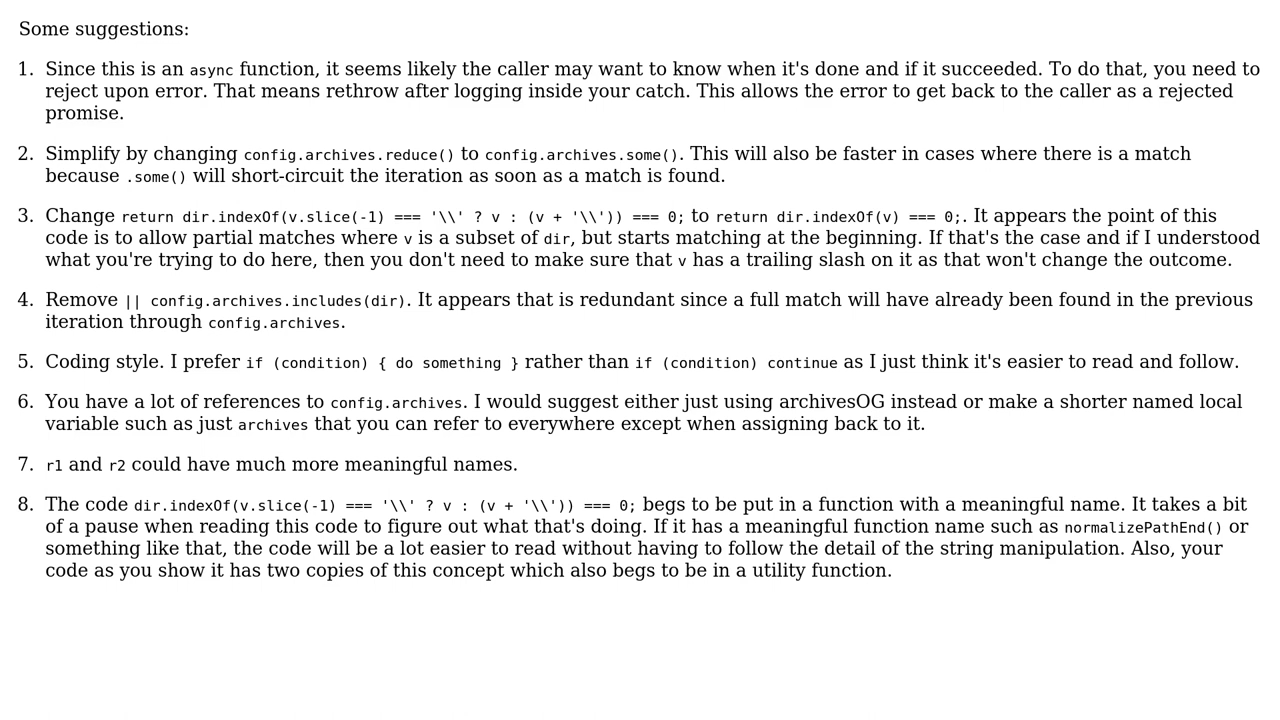 Some suggestions:
1. Since this is an async function, it seems likely the caller may want to know when it's done and if it succeeded. To do that, you need to
reject upon error. That means rethrow after logging inside your catch. This allows the error to get back to the caller as a rejected
promise.
2. Simplify by changing config.archives.reduce() to config.archives.some(). This will also be faster in cases where there is a match
because .some() will short-circuit the iteration as soon as a match is found.
3. Change return dir.indexOf(v.slice(-1) === '\\' ? v : (v + '\\')) === 0; to return dir.indexOf(v) === 0;. It appears the point of this
code is to allow partial matches where v is a subset of dir, but starts matching at the beginning. If that's the case and if I understood
what you're trying to do here, then you don't need to make sure that v has a trailing slash on it as that won't change the outcome.
4. Remove || config.archives.includes(dir). It appears that is redundant since a full match will have already been found in the previous
iteration through config.archives.
5. Coding style. I prefer if (condition) { do something } rather than if (condition) continue as I just think it's easier to read and follow.
6. You have a lot of references to config.archives. I would suggest either just using archivesOG instead or make a shorter named local
variable such as just archives that you can refer to everywhere except when assigning back to it.
7. r1 and r2 could have much more meaningful names.
8. The code dir.indexOf(v.slice(-1) === '\\' ? v : (v + '\\')) === 0; begs to be put in a function with a meaningful name. It takes a bit
of a pause when reading this code to figure out what that's doing. If it has a meaningful function name such as normalizePathEnd() or
something like that, the code will be a lot easier to read without having to follow the detail of the string manipulation. Also, your
code as you show it has two copies of this concept which also begs to be in a utility function.